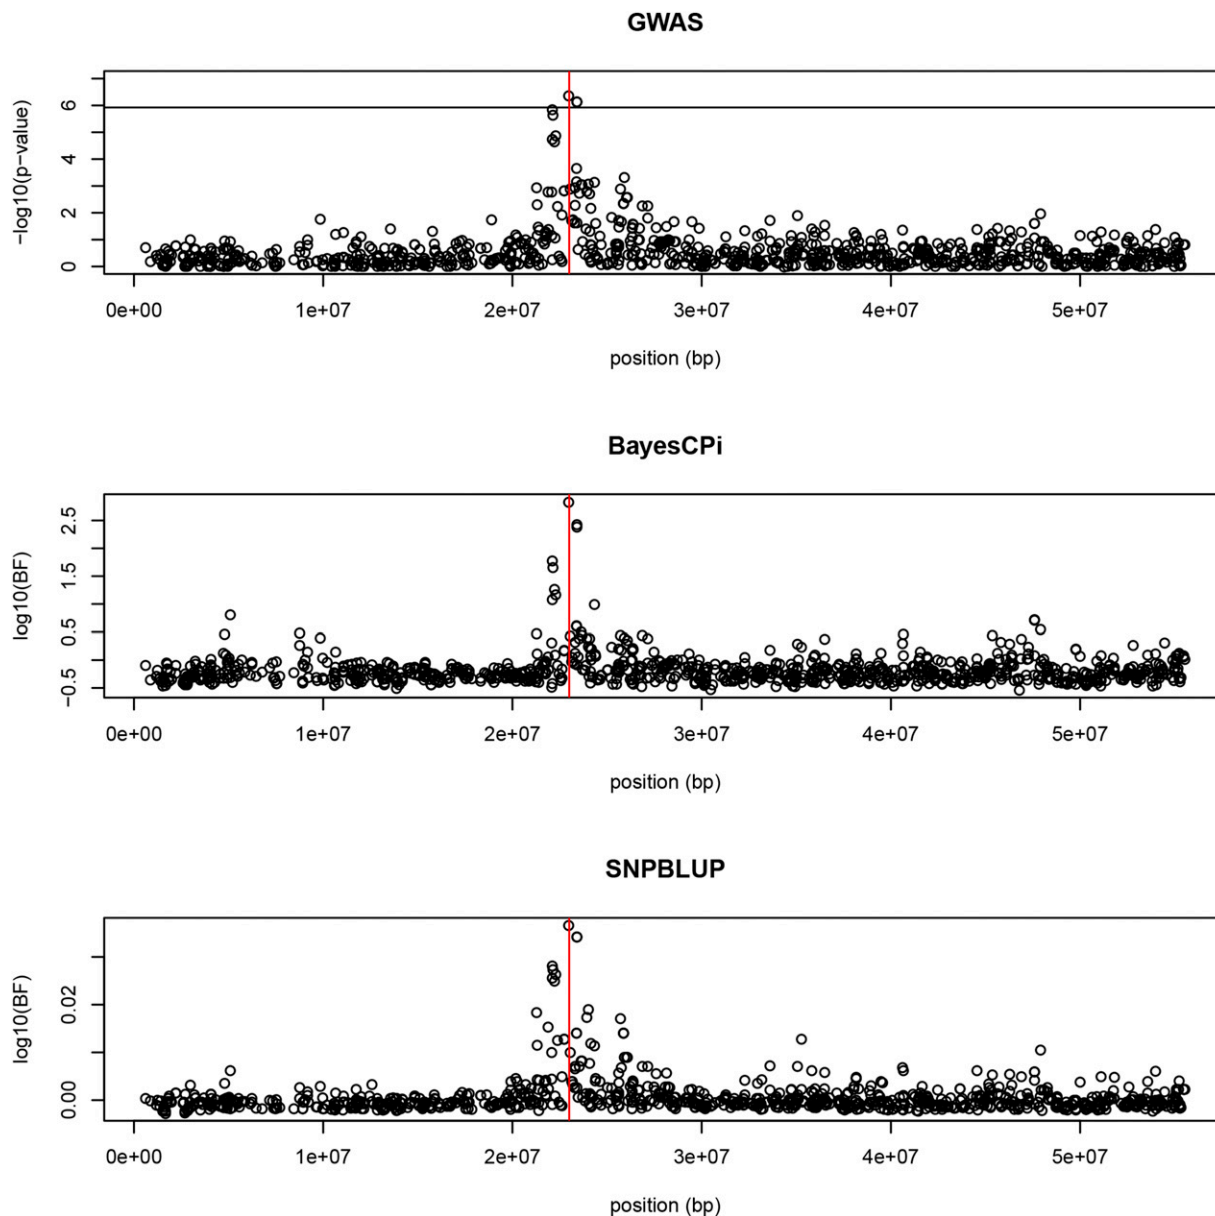 GWAS
−log10(p−value)
6
4
2
0
0e+00 1e+07 2e+07 3e+07 4e+07 5e+07
position (bp)
BayesCPi
log10(BF)
2.5
1.5
0.5
−0.5
0e+00 1e+07 2e+07 3e+07 4e+07 5e+07
position (bp)
SNPBLUP
log10(BF)
0.02
0.00
0e+00 1e+07 2e+07 3e+07 4e+07 5e+07
position (bp)